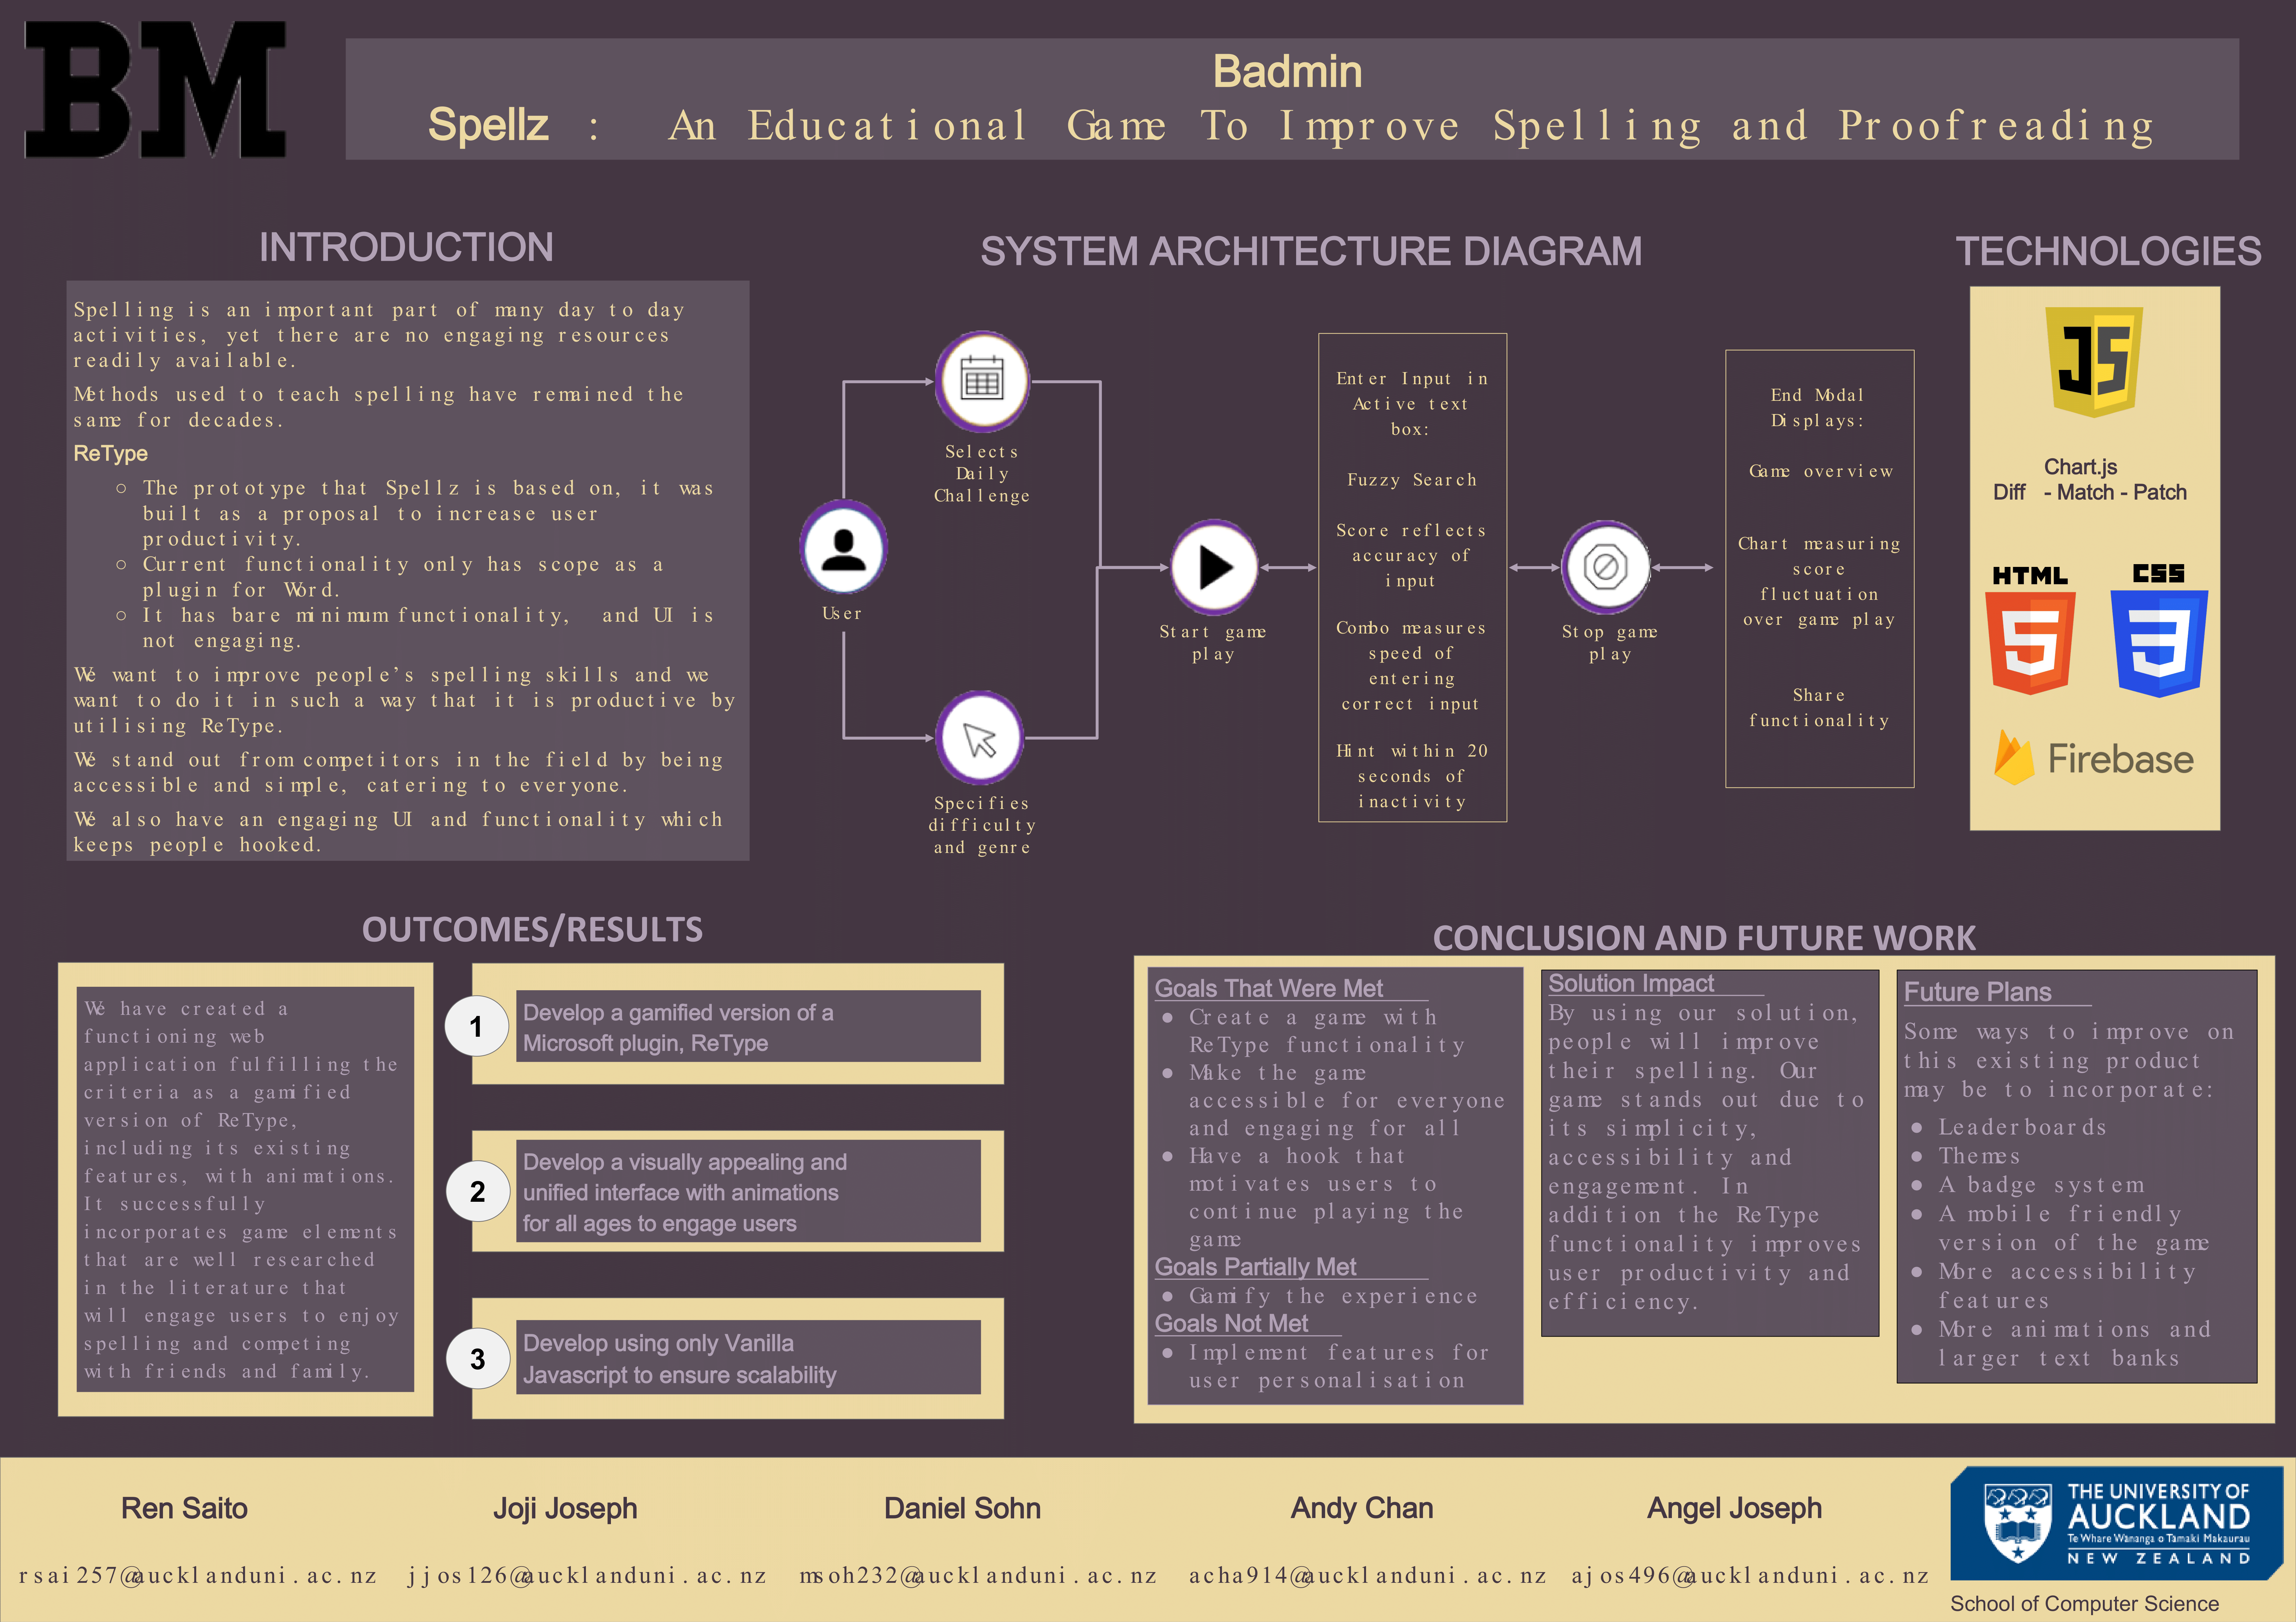 BM
Badmin
Spellz : An Educational Game To Improve Spelling and Proofreading
INTRODUCTION
Spelling is an important part of many day to day
activities, yet there are no engaging resources
readily available.
Methods used to teach spelling have remained the
same for decades.
ReType
○ The prototype that Spellz is based on, it was
built as a proposal to increase user
productivity.
○ Current functionality only has scope as a
plugin for Word.
○ It has bare minimum functionality, and UI is
not engaging.
We want to improve people’s spelling skills and we
want to do it in such a way that it is productive by
utilising ReType.
We stand out from competitors in the field by being
accessible and simple, catering to everyone.
We also have an engaging UI and functionality which
keeps people hooked.
SYSTEM ARCHITECTURE DIAGRAM
User
Selects
Daily
Challenge
Specifies
difficulty
and genre
Start game
play
Enter Input in
Active text
box:
Fuzzy Search
Score reflects
accuracy of
input
Combo measures
speed of
entering
correct input
Hint within 20
seconds of
inactivity
Stop game
play
End Modal
Displays:
Game overview
Chart measuring
score
fluctuation
over game play
Share
functionality
TECHNOLOGIES
JS
Chart.js
Diff - Match - Patch
HTML
5
CSS
3
Firebase
OUTCOMES/RESULTS
We have created a
functioning web
application fulfilling the
criteria as a gamified
version of ReType,
including its existing
features, with animations.
It successfully
incorporates game elements
that are well researched
in the literature that
will engage users to enjoy
spelling and competing
with friends and family.
1
Develop a gamified version of a
Microsoft plugin, ReType
2
Develop a visually appealing and
unified interface with animations
for all ages to engage users
3
Develop using only Vanilla
Javascript to ensure scalability
CONCLUSION AND FUTURE WORK
Goals That Were Met
● Create a game with
ReType functionality
● Make the game
accessible for everyone
and engaging for all
● Have a hook that
motivates users to
continue playing the
game
Goals Partially Met
● Gamify the experience
Goals Not Met
● Implement features for
user personalisation
Solution Impact
By using our solution,
people will improve
their spelling. Our
game stands out due to
its simplicity,
accessibility and
engagement. In
addition the ReType
functionality improves
user productivity and
efficiency.
Future Plans
Some ways to improve on
this existing product
may be to incorporate:
● Leaderboards
● Themes
● A badge system
● A mobile friendly
version of the game
● More accessibility
features
● More animations and
larger text banks
Ren Saito
rsai257@aucklanduni.ac.nz
Joji Joseph
jjos126@aucklanduni.ac.nz
Daniel Sohn
msoh232@aucklanduni.ac.nz
Andy Chan
acha914@aucklanduni.ac.nz
Angel Joseph
ajos496@aucklanduni.ac.nz
THE UNIVERSITY OF
AUCKLAND
Te Whare Wānanga o Tāmaki Makaurau
NEW ZEALAND
School of Computer Science